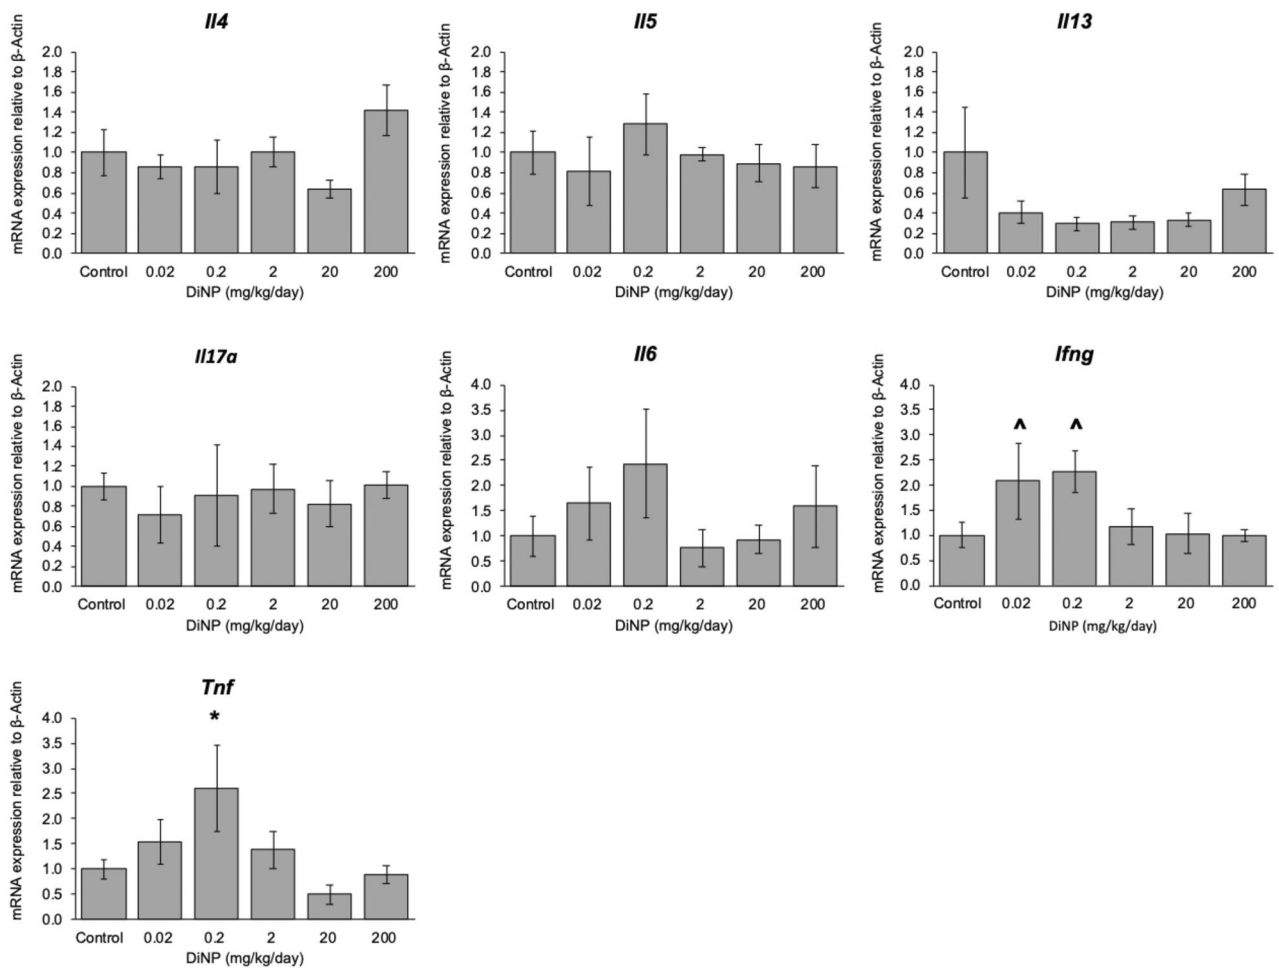 Il4
mRNA expression relative to β-Actin
2.0
1.8
1.6
1.4
1.2
1.0
0.8
0.6
0.4
0.2
0.0
Control 0.02 0.2 2 20 200
DiNP (mg/kg/day)
Il5
mRNA expression relative to β-Actin
2.0
1.8
1.6
1.4
1.2
1.0
0.8
0.6
0.4
0.2
0.0
Control 0.02 0.2 2 20 200
DiNP (mg/kg/day)
Il13
mRNA expression relative to β-Actin
2.0
1.8
1.6
1.4
1.2
1.0
0.8
0.6
0.4
0.2
0.0
Control 0.02 0.2 2 20 200
DiNP (mg/kg/day)
Il17a
mRNA expression relative to β-Actin
2.0
1.8
1.6
1.4
1.2
1.0
0.8
0.6
0.4
0.2
0.0
Control 0.02 0.2 2 20 200
DiNP (mg/kg/day)
Il6
mRNA expression relative to β-Actin
4.0
3.5
3.0
2.5
2.0
1.5
1.0
0.5
0.0
Control 0.02 0.2 2 20 200
DiNP (mg/kg/day)
Ifng
mRNA expression relative to β-Actin
4.0
3.5
3.0
2.5
2.0
1.5
1.0
0.5
0.0
^ ^
Control 0.02 0.2 2 20 200
DiNP (mg/kg/day)
Tnf
*
mRNA expression relative to β-Actin
4.0
3.5
3.0
2.5
2.0
1.5
1.0
0.5
0.0
Control 0.02 0.2 2 20 200
DiNP (mg/kg/day)